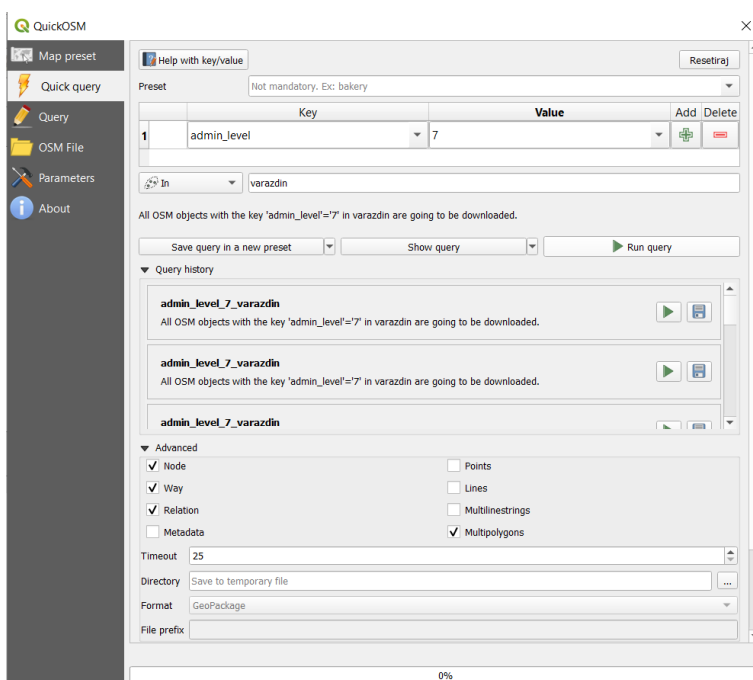 QuickOSM
Map preset
Quick query
Query
OSM File
Parameters
About
Help with key/value
Resetiraj
Preset
Not mandatory. Ex: bakery
Key Value Add Delete
1 admin_level 7
In varazdin
All OSM objects with the key 'admin_level'='7' in varazdin are going to be downloaded.
Save query in a new preset Show query Run query
Query history
admin_level_7_varazdin
All OSM objects with the key 'admin_level'='7' in varazdin are going to be downloaded.
admin_level_7_varazdin
All OSM objects with the key 'admin_level'='7' in varazdin are going to be downloaded.
admin_level_7_varazdin
Advanced
Node Points
Way Lines
Relation Multilinestrings
Metadata Multipolygons
Timeout 25
Directory Save to temporary file ...
Format GeoPackage
File prefix
0%